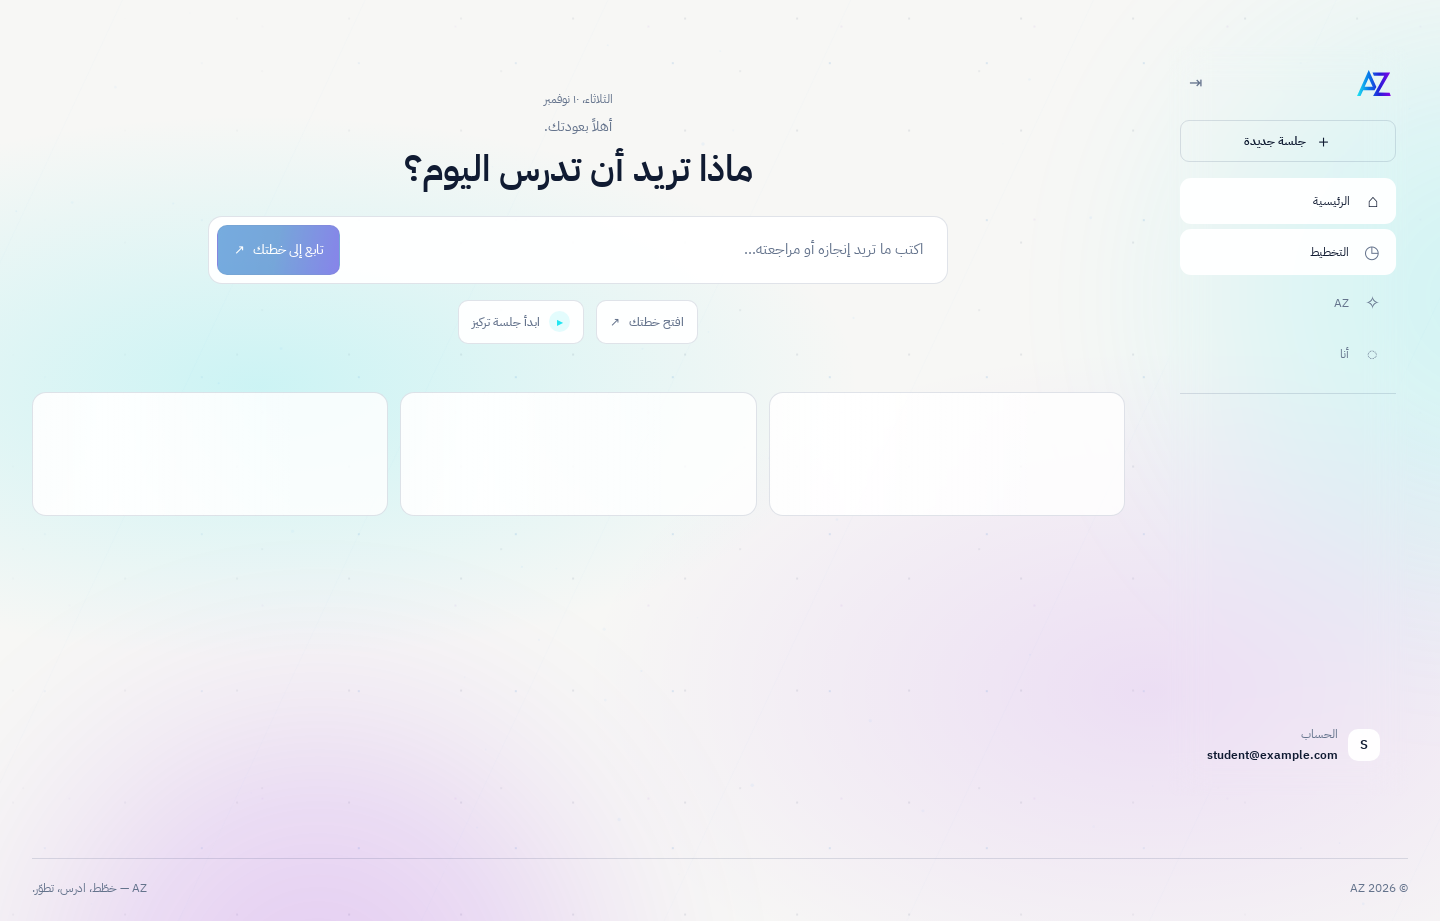 AZ
جلسة جديدة
الرئيسية
التخطيط
AZ
أنا
الثلاثاء، ١٠ نوفمبر
أهلاً بعودتك.
ماذا تريد أن تدرس اليوم؟
اكتب ما تريد إنجازه أو مراجعته...
تابع إلى خطتك
افتح خطتك
ابدأ جلسة تركيز
الحساب
S
student@example.com
© 2026 AZ
AZ — خطّط، ادرس، تطوّر.